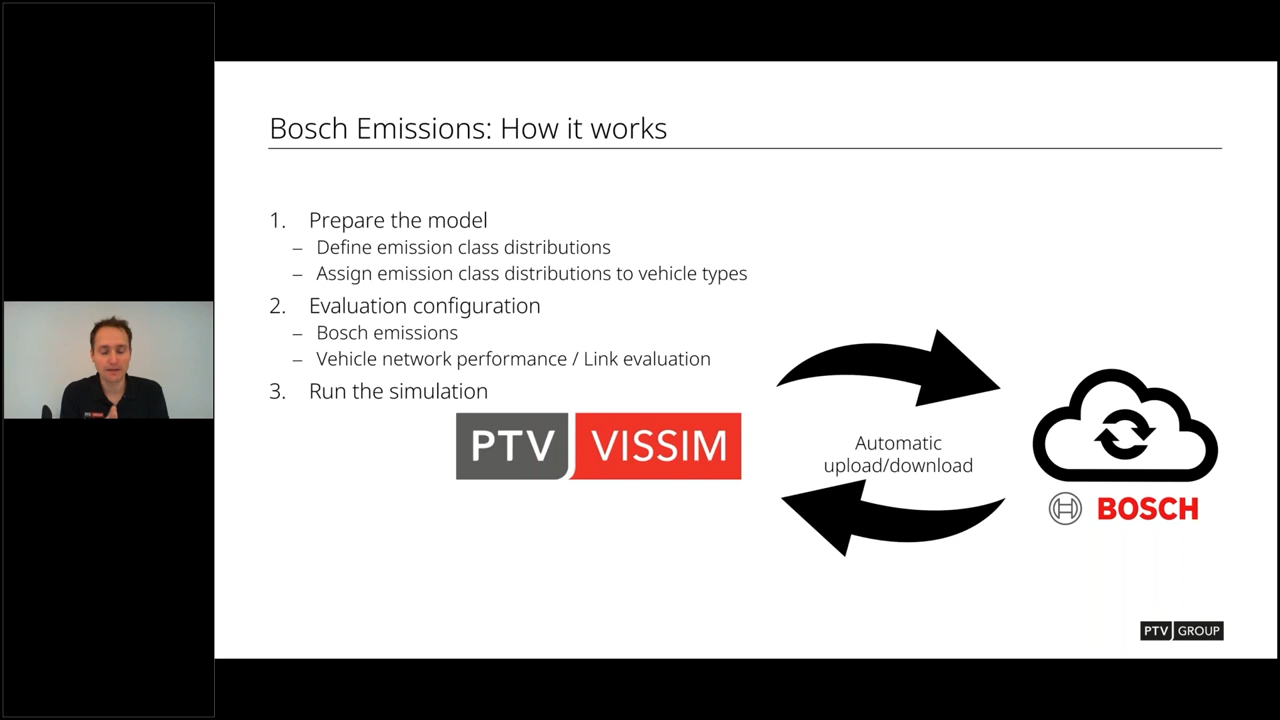 Bosch Emissions: How it works
1. Prepare the model
– Define emission class distributions
– Assign emission class distributions to vehicle types
2. Evaluation configuration
– Bosch emissions
– Vehicle network performance / Link evaluation
3. Run the simulation
PTV VISSIM
Automatic
upload/download
BOSCH
PTV GROUP